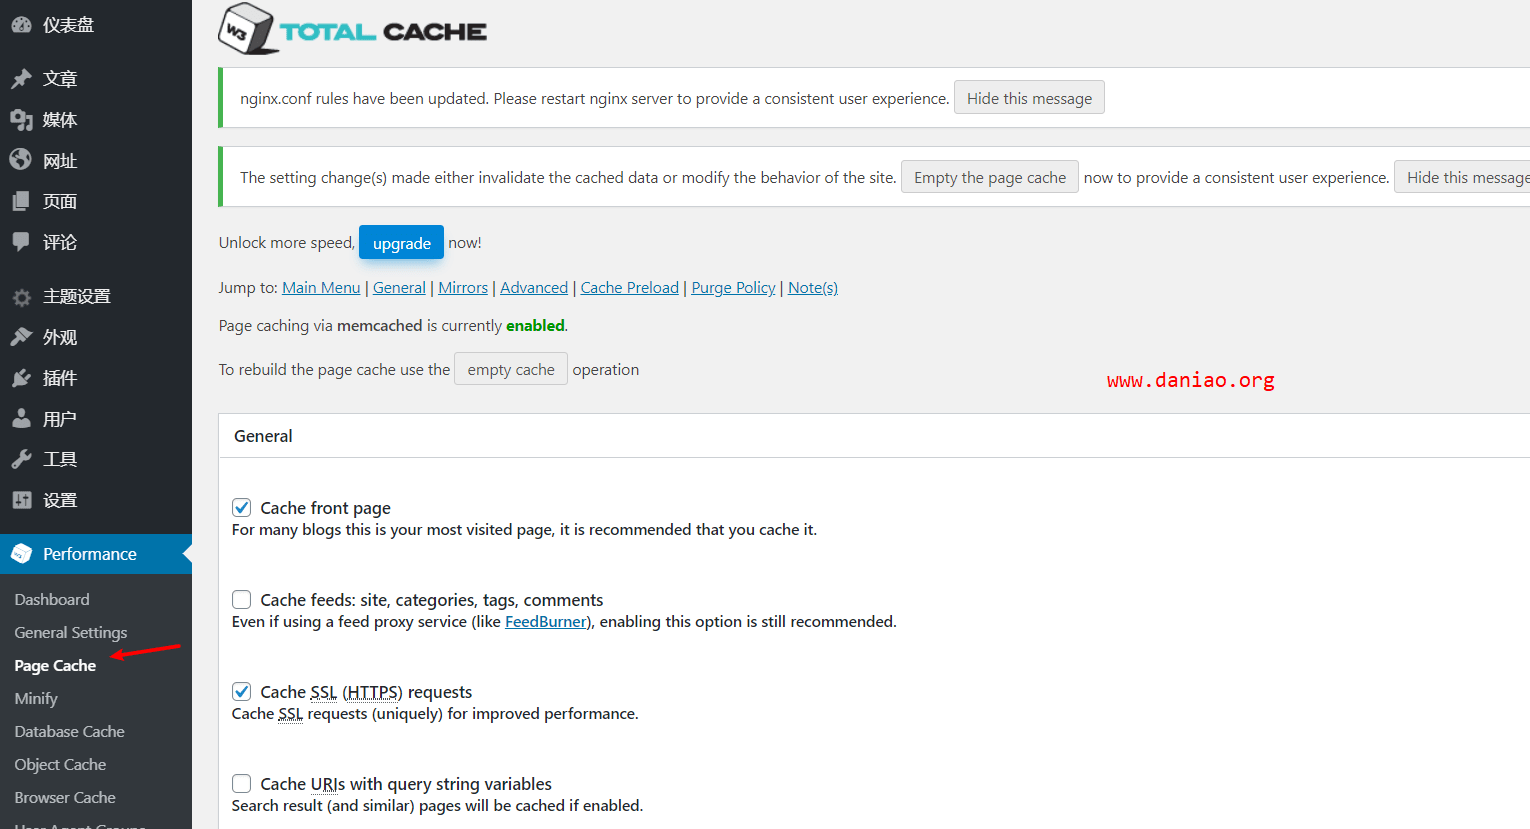 仪表盘
文章
媒体
网址
页面
评论
主题设置
外观
插件
用户
工具
设置
Performance
Dashboard
General Settings
Page Cache
Minify
Database Cache
Object Cache
Browser Cache
W3 TOTAL CACHE
nginx.conf rules have been updated. Please restart nginx server to provide a consistent user experience. Hide this message
The setting change(s) made either invalidate the cached data or modify the behavior of the site. Empty the page cache now to provide a consistent user experience. Hide this message
Unlock more speed, upgrade now!
Jump to: Main Menu | General | Mirrors | Advanced | Cache Preload | Purge Policy | Note(s)
Page caching via memcached is currently enabled.
To rebuild the page cache use the empty cache operation
www.daniao.org
General
Cache front page
For many blogs this is your most visited page, it is recommended that you cache it.
Cache feeds: site, categories, tags, comments
Even if using a feed proxy service (like FeedBurner), enabling this option is still recommended.
Cache SSL (HTTPS) requests
Cache SSL requests (uniquely) for improved performance.
Cache URIs with query string variables
Search result (and similar) pages will be cached if enabled.